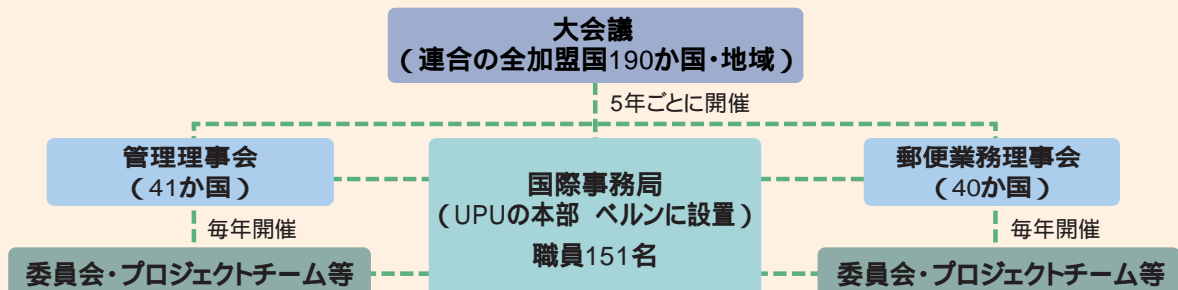 大会議
（連合の全加盟国190か国・地域）
5年ごとに開催
管理理事会
（41か国）
国際事務局
（UPUの本部 ベルンに設置）
職員151名
郵便業務理事会
（40か国）
毎年開催
毎年開催
委員会・プロジェクトチーム等
委員会・プロジェクトチーム等